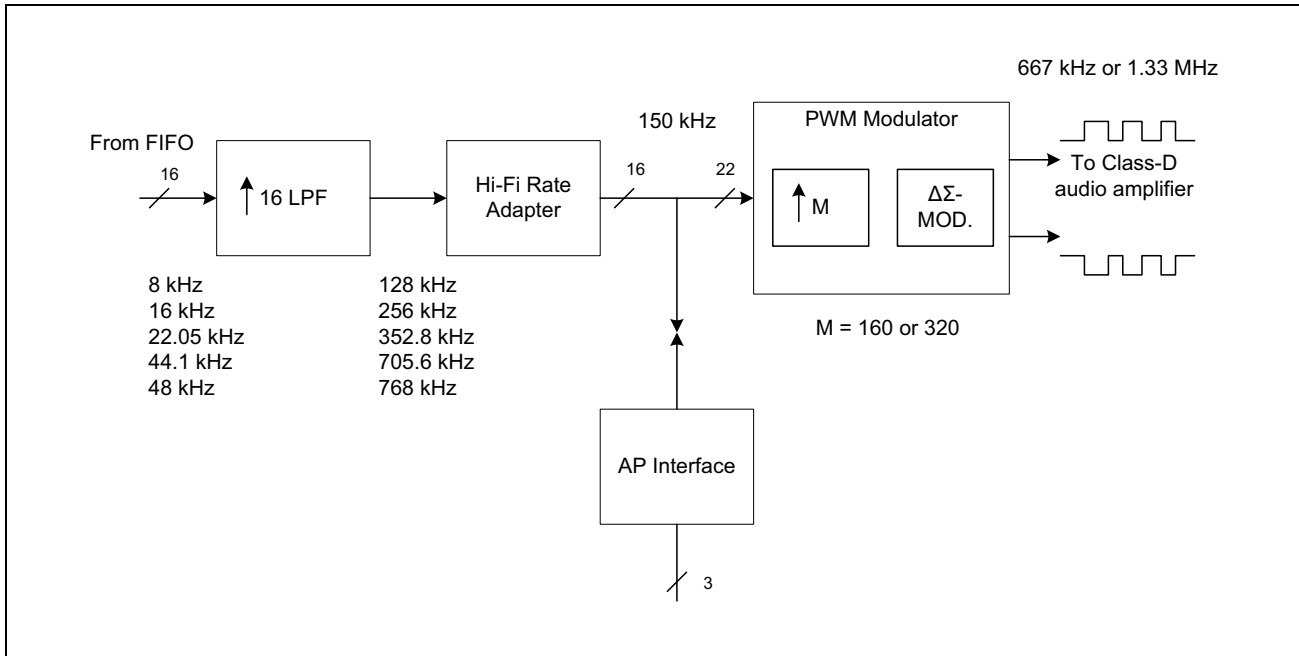 667 kHz or 1.33 MHz
150 kHz
PWM Modulator
From FIFO
16
16 LPF
Hi-Fi Rate
Adapter
16
22
M
ΔΣ-
MOD.
To Class-D
audio amplifier
8 kHz
16 kHz
22.05 kHz
44.1 kHz
48 kHz
128 kHz
256 kHz
352.8 kHz
705.6 kHz
768 kHz
M = 160 or 320
AP Interface
3